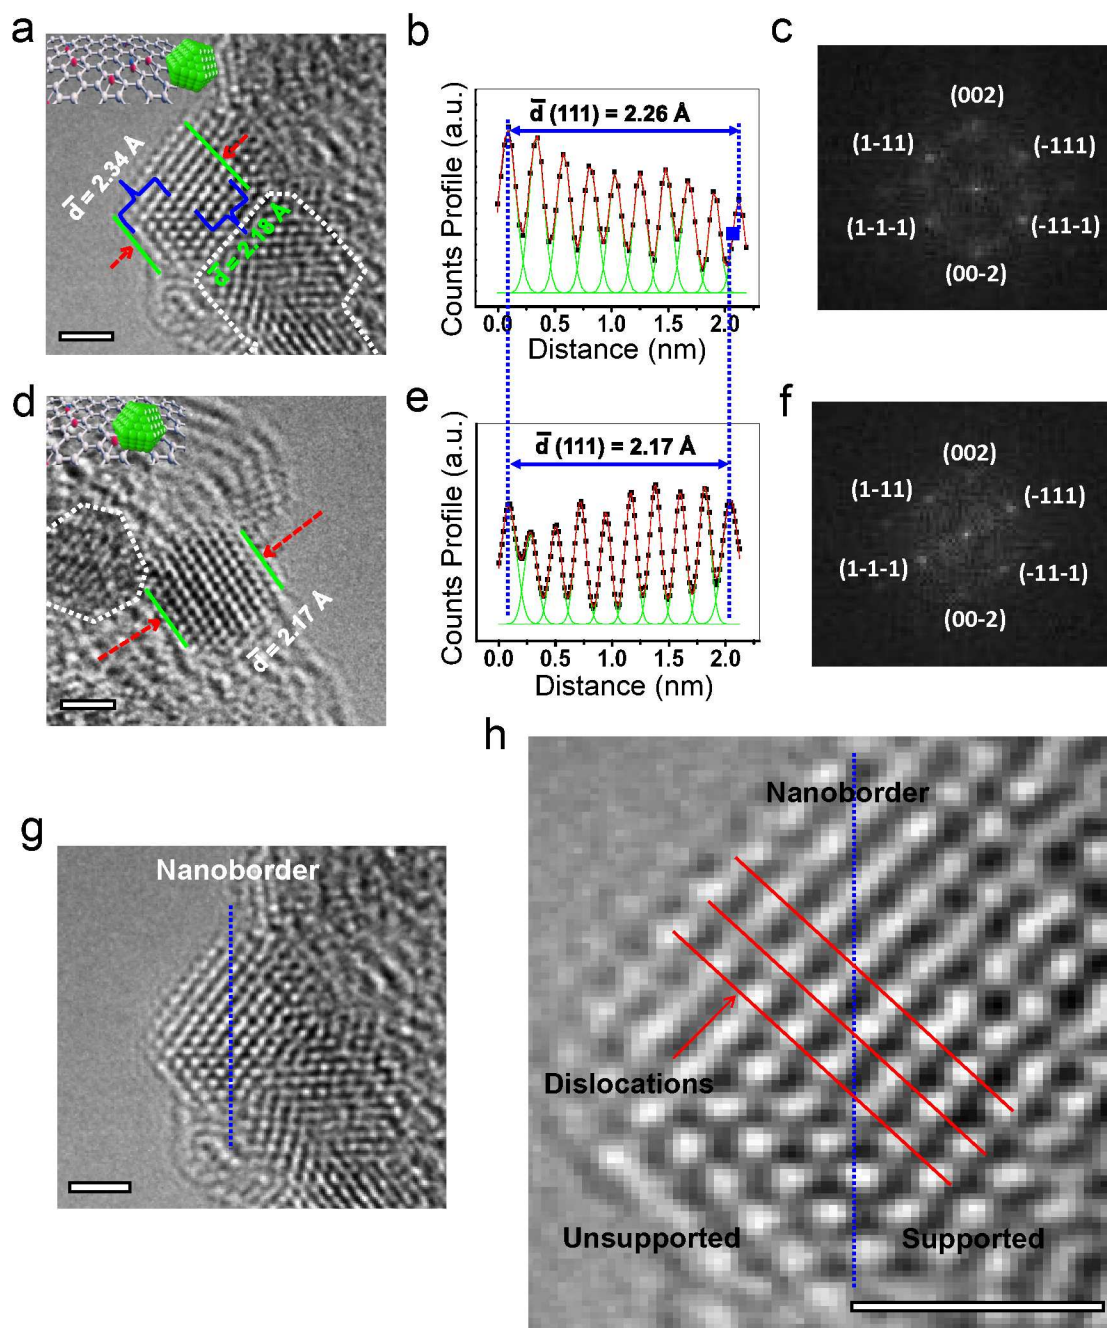 a
d̅ = 2.34 Å
d̅ = 2.18 Å
b
Counts Profile (a.u.)
d̅ (111) = 2.26 Å
0.0 0.5 1.0 1.5 2.0
Distance (nm)
c
(002)
(1-11)
(-111)
(1-1-1)
(-11-1)
(00-2)
d
d̅ = 2.17 Å
e
Counts Profile (a.u.)
d̅ (111) = 2.17 Å
0.0 0.5 1.0 1.5 2.0
Distance (nm)
f
(002)
(1-11)
(-111)
(1-1-1)
(-11-1)
(00-2)
g
Nanoborder
h
Nanoborder
Dislocations
Unsupported
Supported